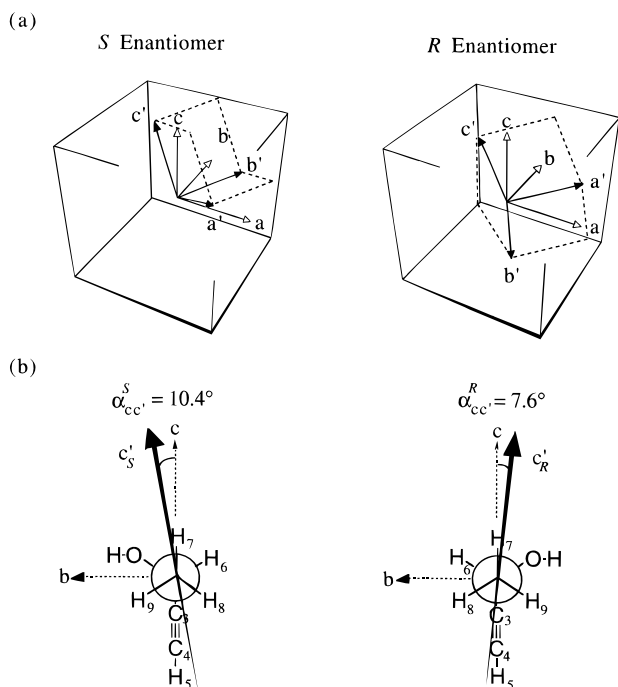 (a)
S Enantiomer
R Enantiomer
c' c b b' a' a
c' c b a' a b'
(b)
α^S_cc' = 10.4°
α^R_cc' = 7.6°
c
c'_S
c
c'_R
H7
H-O
H6
b
H9
H8
C3
C4
H5
H7
H6
O-H
b
H8
H9
C3
C4
H5